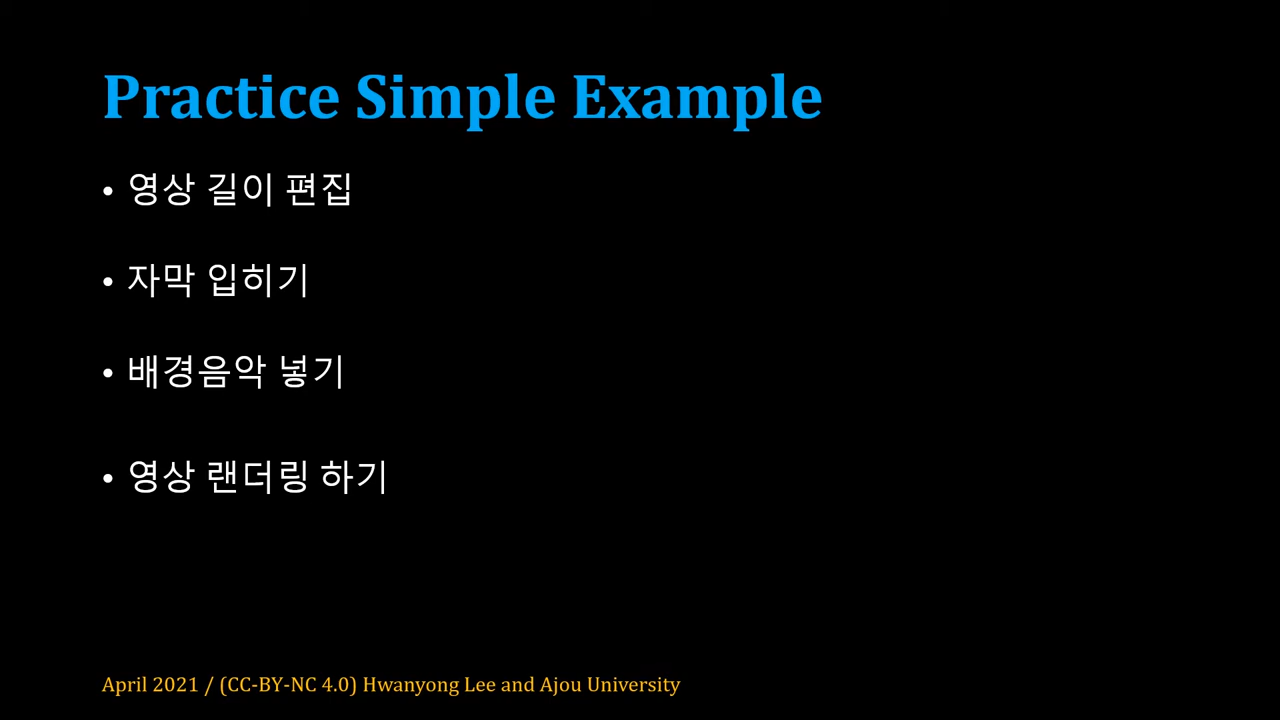 Practice Simple Example
• 영상 길이 편집
• 자막 입히기
• 배경음악 넣기
• 영상 랜더링 하기
April 2021 / (CC-BY-NC 4.0) Hwanyong Lee and Ajou University